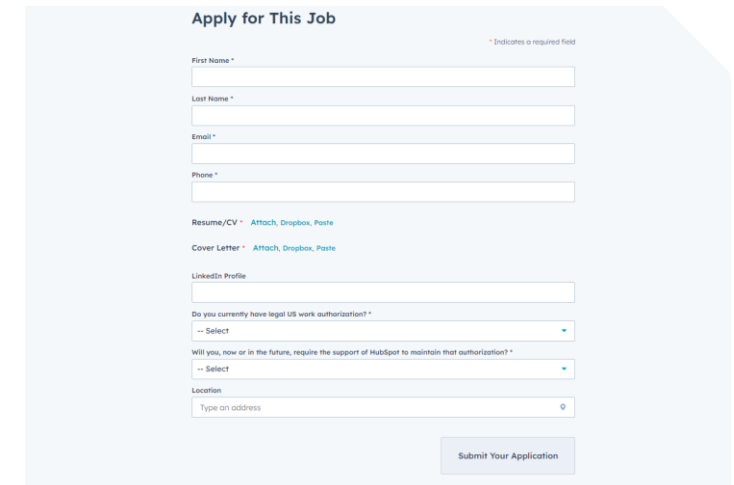 Apply for This Job
* Indicates a required field
First Name *
Last Name *
Email *
Phone *
Resume/CV * Attach, Dropbox, Paste
Cover Letter * Attach, Dropbox, Paste
LinkedIn Profile
Do you currently have legal US work authorization? *
-- Select
Will you, now or in the future, require the support of HubSpot to maintain that authorization? *
-- Select
Location
Type an address
Submit Your Application